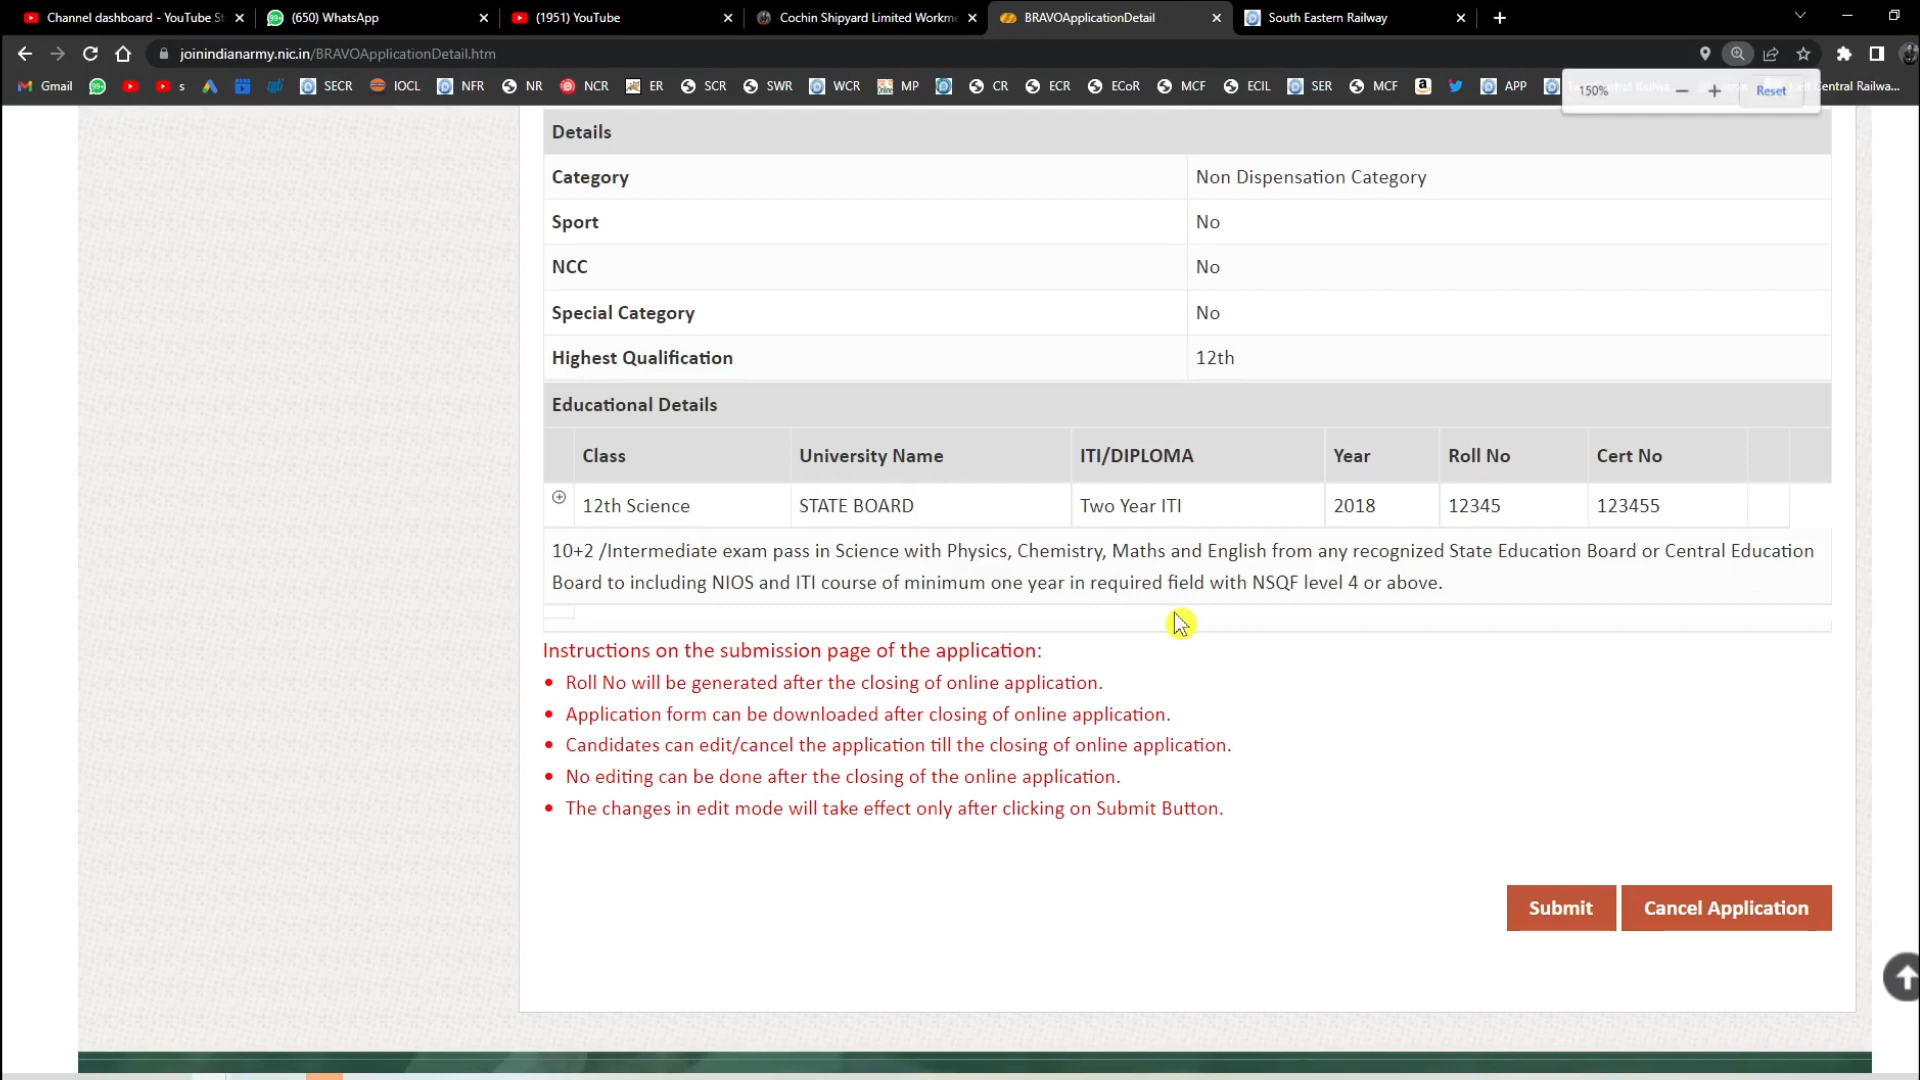 Channel dashboard - YouTube St
(650) WhatsApp
(1951) YouTube
Cochin Shipyard Limited Workme
BRAVOApplicationDetail
South Eastern Railway
joinindianarmy.nic.in/BRAVOApplicationDetail.htm
Gmail
s
SECR
IOCL
NFR
NR
NCR
ER
SCR
SWR
WCR
MP
CR
ECR
ECoR
MCF
ECIL
SER
MCF
APP
Central Railwa...
150%
Reset
Details
Category Non Dispensation Category
Sport No
NCC No
Special Category No
Highest Qualification 12th
Educational Details
Class University Name ITI/DIPLOMA Year Roll No Cert No
12th Science STATE BOARD Two Year ITI 2018 12345 123455
10+2 /Intermediate exam pass in Science with Physics, Chemistry, Maths and English from any recognized State Education Board or Central Education
Board to including NIOS and ITI course of minimum one year in required field with NSQF level 4 or above.
Instructions on the submission page of the application:
• Roll No will be generated after the closing of online application.
• Application form can be downloaded after closing of online application.
• Candidates can edit/cancel the application till the closing of online application.
• No editing can be done after the closing of the online application.
• The changes in edit mode will take effect only after clicking on Submit Button.
Submit
Cancel Application